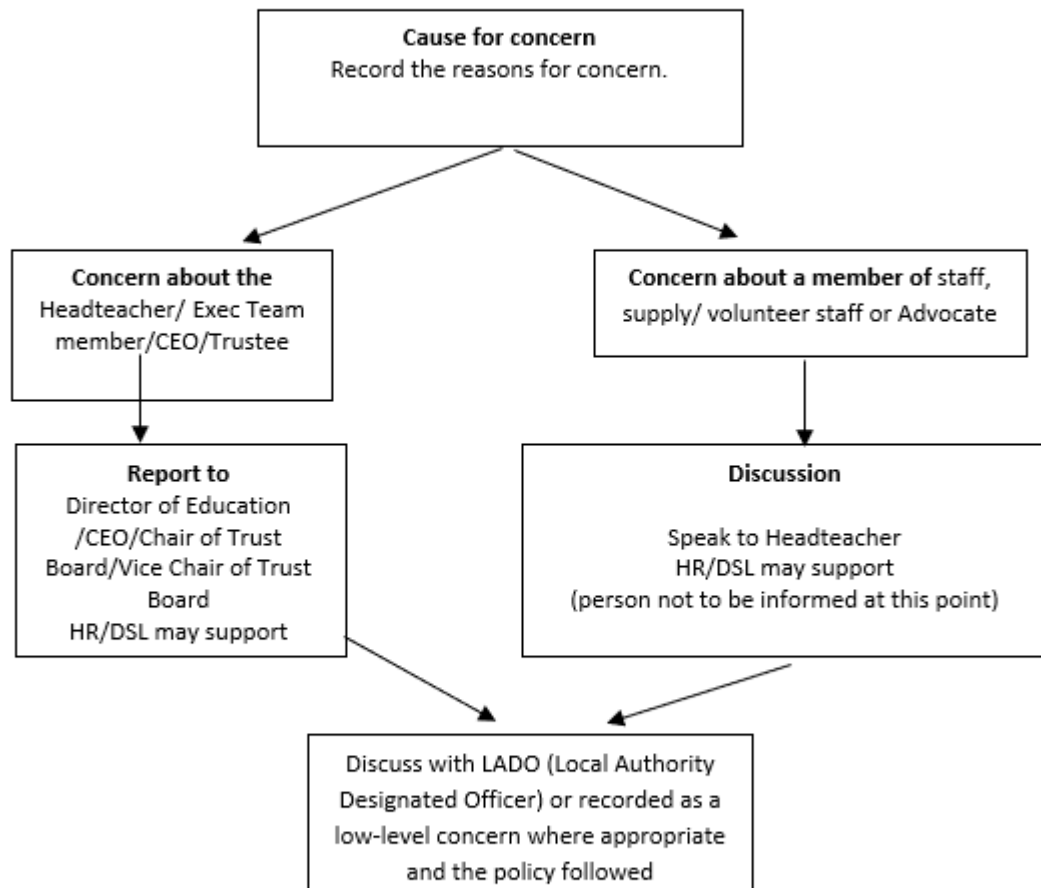 Cause for concern
Record the reasons for concern.
Concern about the
Headteacher/ Exec Team
member/CEO/Trustee
Concern about a member of staff,
supply/ volunteer staff or Advocate
Report to
Director of Education
/CEO/Chair of Trust
Board/Vice Chair of Trust
Board
HR/DSL may support
Discussion
Speak to Headteacher
HR/DSL may support
(person not to be informed at this point)
Discuss with LADO (Local Authority
Designated Officer) or recorded as a
low-level concern where appropriate
and the policy followed